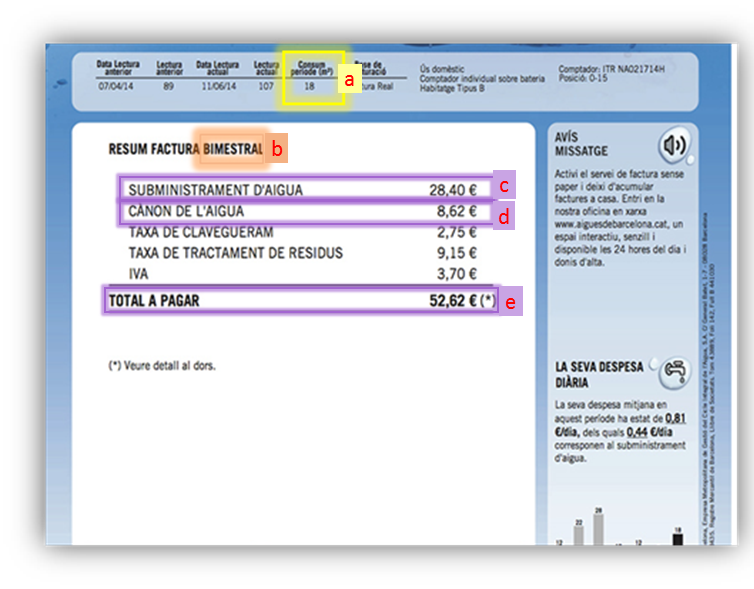 Data Lectura anterior
Lectura anterior
Data Lectura actual
Lectura actual
Consum període (m³)
de
07/04/14 89 11/06/14 107 18 Real
a
Ús domèstic
Comptador individual sobre bateria
Habitatge Tipus B
Comptador: ITR NA021714H
Posició: 0-15
RESUM FACTURA BIMESTRAL b
SUBMINISTRAMENT D'AIGUA 28,40 € c
CÀNON DE L'AIGUA 8,62 € d
TAXA DE CLAVEGUERAM 2,75 €
TAXA DE TRACTAMENT DE RESIDUS 9,15 €
IVA 3,70 €
TOTAL A PAGAR 52,62 € (*) e
(*) Veure detall al dors.
AVÍS
MISSATGE
Activi el servei de factura sense
paper i deixi d'acumular
factures a casa. Entri en la
nostra oficina en xarxa
www.aiguesdebarcelona.cat, un
espai interactiu, senzill i
disponible les 24 hores del dia i
donis d'alta.
LA SEVA DESPESA
DIÀRIA
La seva despesa mitjana en
aquest període ha estat de 0,81
€/dia, dels quals 0,44 €/dia
corresponen al subministrament
d'aigua.
12 22 28 12 18